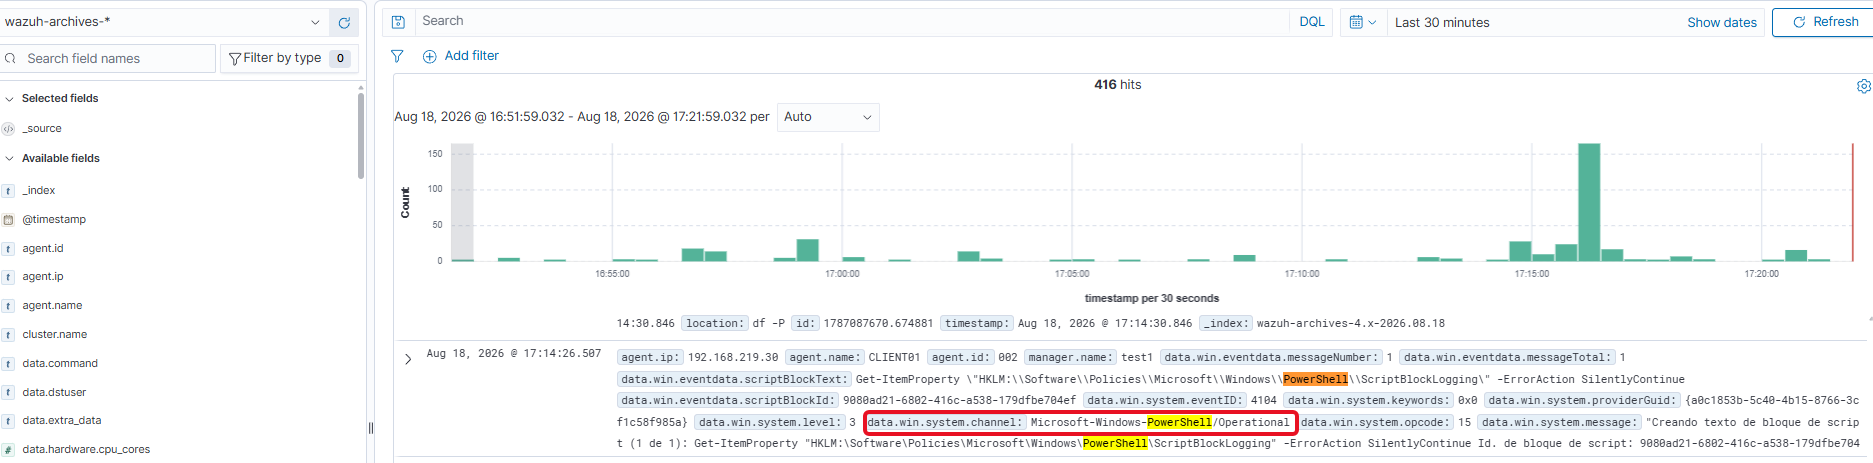 wazuh-archives-*
Search
DQL
Last 30 minutes
Show dates
Refresh
Search field names
Filter by type 0
Add filter
Selected fields
_source
Available fields
_index
@timestamp
agent.id
agent.ip
agent.name
cluster.name
data.command
data.dstuser
data.extra_data
data.hardware.cpu_cores
416 hits
Aug 18, 2026 @ 16:51:59.032 - Aug 18, 2026 @ 17:21:59.032 per Auto
Count
150
100
50
0
16:55:00 17:00:00 17:05:00 17:10:00 17:15:00 17:20:00
timestamp per 30 seconds
14:30.846 location: df -P id: 1787087670.674881 timestamp: Aug 18, 2026 @ 17:14:30.846 _index: wazuh-archives-4.x-2026.08.18
Aug 18, 2026 @ 17:14:26.507
agent.ip: 192.168.219.30 agent.name: CLIENT01 agent.id: 002 manager.name: test1 data.win.eventdata.messageNumber: 1 data.win.eventdata.messageTotal: 1
data.win.eventdata.scriptBlockText: Get-ItemProperty \"HKLM:\\Software\\Policies\\Microsoft\\Windows\\PowerShell\\ScriptBlockLogging\" -ErrorAction SilentlyContinue
data.win.eventdata.scriptBlockId: 9080ad21-6802-416c-a538-179dfbe704ef data.win.system.eventID: 4104 data.win.system.keywords: 0x0 data.win.system.providerGuid: {a0c1853b-5c40-4b15-8766-3c
f1c58f985a} data.win.system.level: 3 data.win.system.channel: Microsoft-Windows-PowerShell/Operational data.win.system.opcode: 15 data.win.system.message: "Creando texto de bloque de scrip
t (1 de 1): Get-ItemProperty "HKLM:\Software\Policies\Microsoft\Windows\PowerShell\ScriptBlockLogging" -ErrorAction SilentlyContinue Id. de bloque de script: 9080ad21-6802-416c-a538-179dfbe704